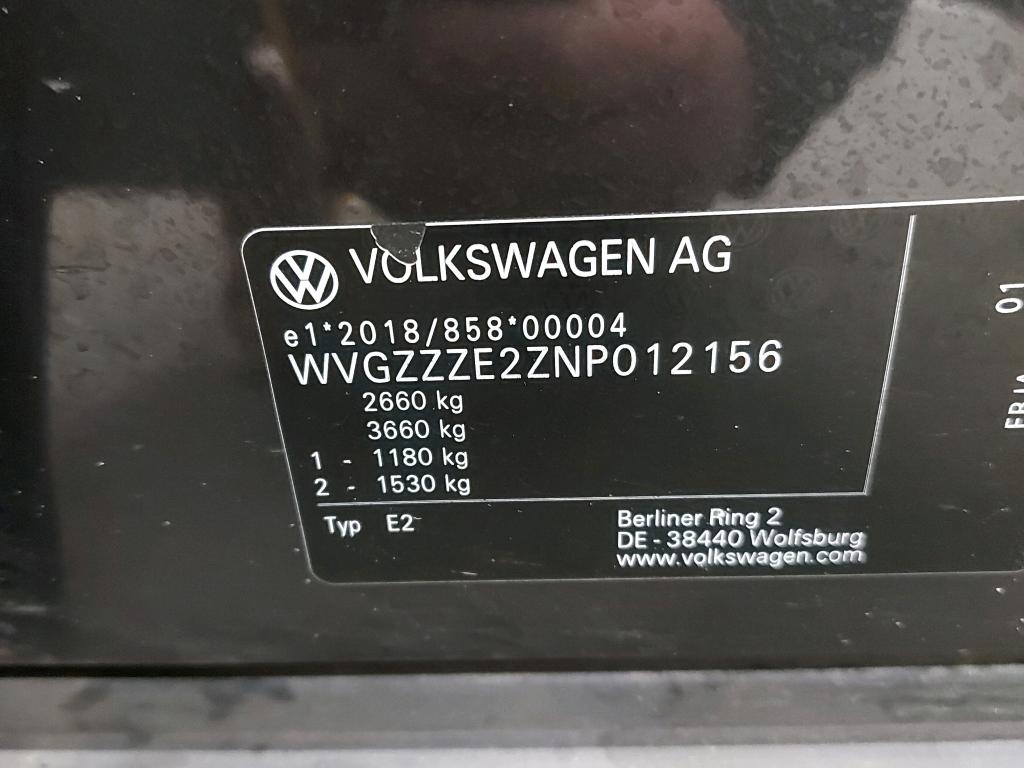 VOLKSWAGEN AG
e1*2018/858*00004
WVGZZZE2ZNP012156
2660 kg
3660 kg
1 - 1180 kg
2 - 1530 kg
Typ E2
Berliner Ring 2
DE - 38440 Wolfsburg
www.volkswagen.com
01